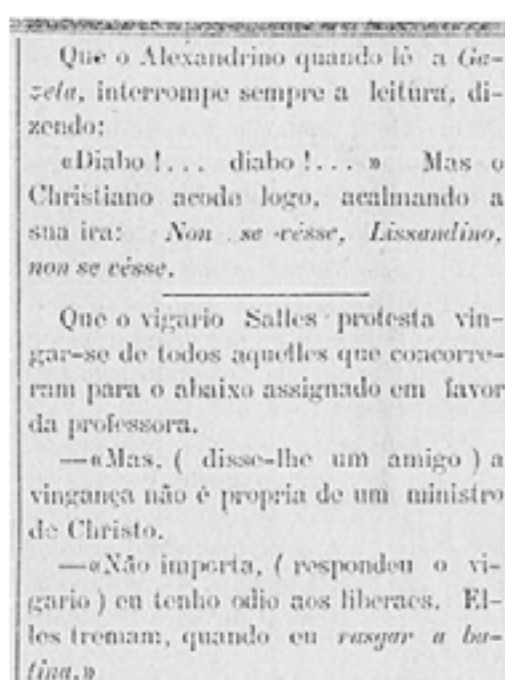 Que o Alexandrino quando lê a Ga-
zeta, interrompe sempre a leitura, di-
zendo:
«Diabo !... diabo !... » Mas o
Christiano acode logo, acalmando a
sua ira: Non se vésse, Lissandino,
non se vésse.
Que o vigario Salles protesta vin-
gar-se de todos aquelles que concorre-
ram para o abaixo assignado em favor
da professora.
—«Mas, ( disse-lhe um amigo ) a
vingança não é propria de um ministro
de Christo.
—«Não importa, ( respondeu o vi-
gario ) eu tenho odio aos liberaes. El-
les tremam, quando eu rasgar a ba-
tina.»